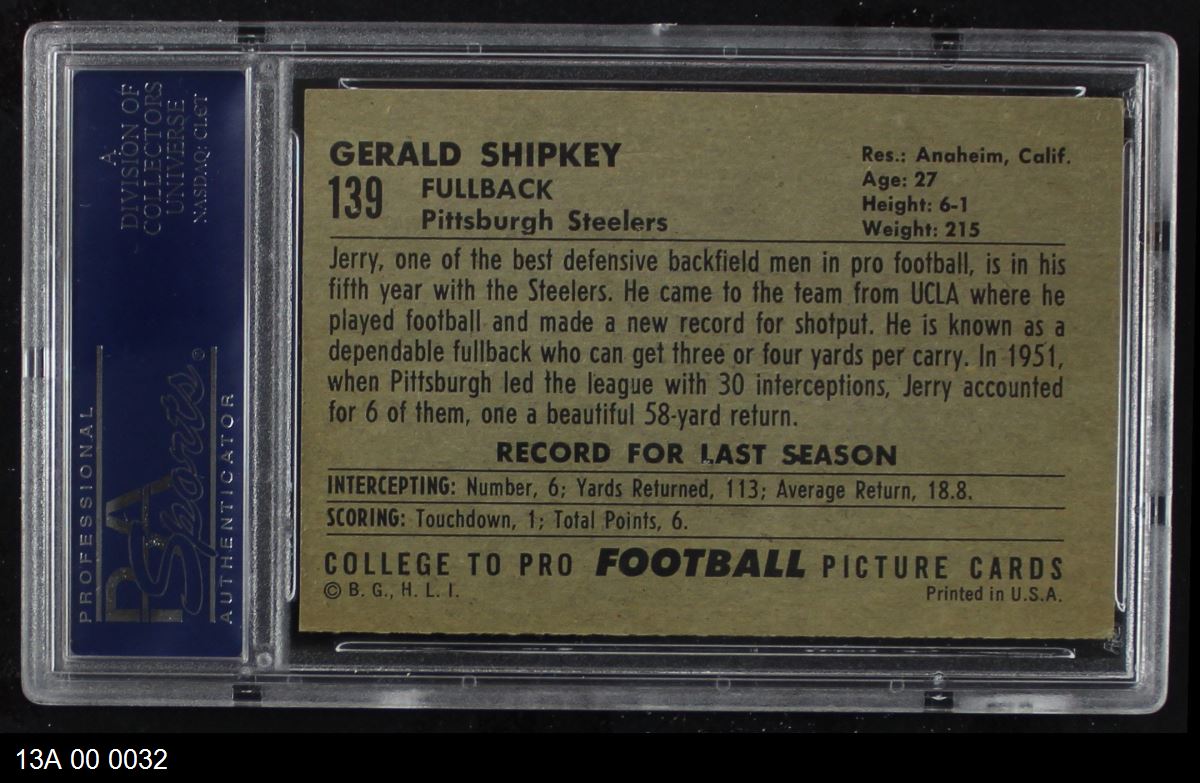 A
DIVISION OF
COLLECTORS
UNIVERSE
NASDAQ: CLCT
PROFESSIONAL
PSA
Sports®
AUTHENTICATOR
GERALD SHIPKEY
139 FULLBACK
Pittsburgh Steelers
Res.: Anaheim, Calif.
Age: 27
Height: 6-1
Weight: 215
Jerry, one of the best defensive backfield men in pro football, is in his
fifth year with the Steelers. He came to the team from UCLA where he
played football and made a new record for shotput. He is known as a
dependable fullback who can get three or four yards per carry. In 1951,
when Pittsburgh led the league with 30 interceptions, Jerry accounted
for 6 of them, one a beautiful 58-yard return.
RECORD FOR LAST SEASON
INTERCEPTING: Number, 6; Yards Returned, 113; Average Return, 18.8.
SCORING: Touchdown, 1; Total Points, 6.
COLLEGE TO PRO FOOTBALL PICTURE CARDS
© B. G., H. L. I.
Printed in U.S.A.
13A 00 0032